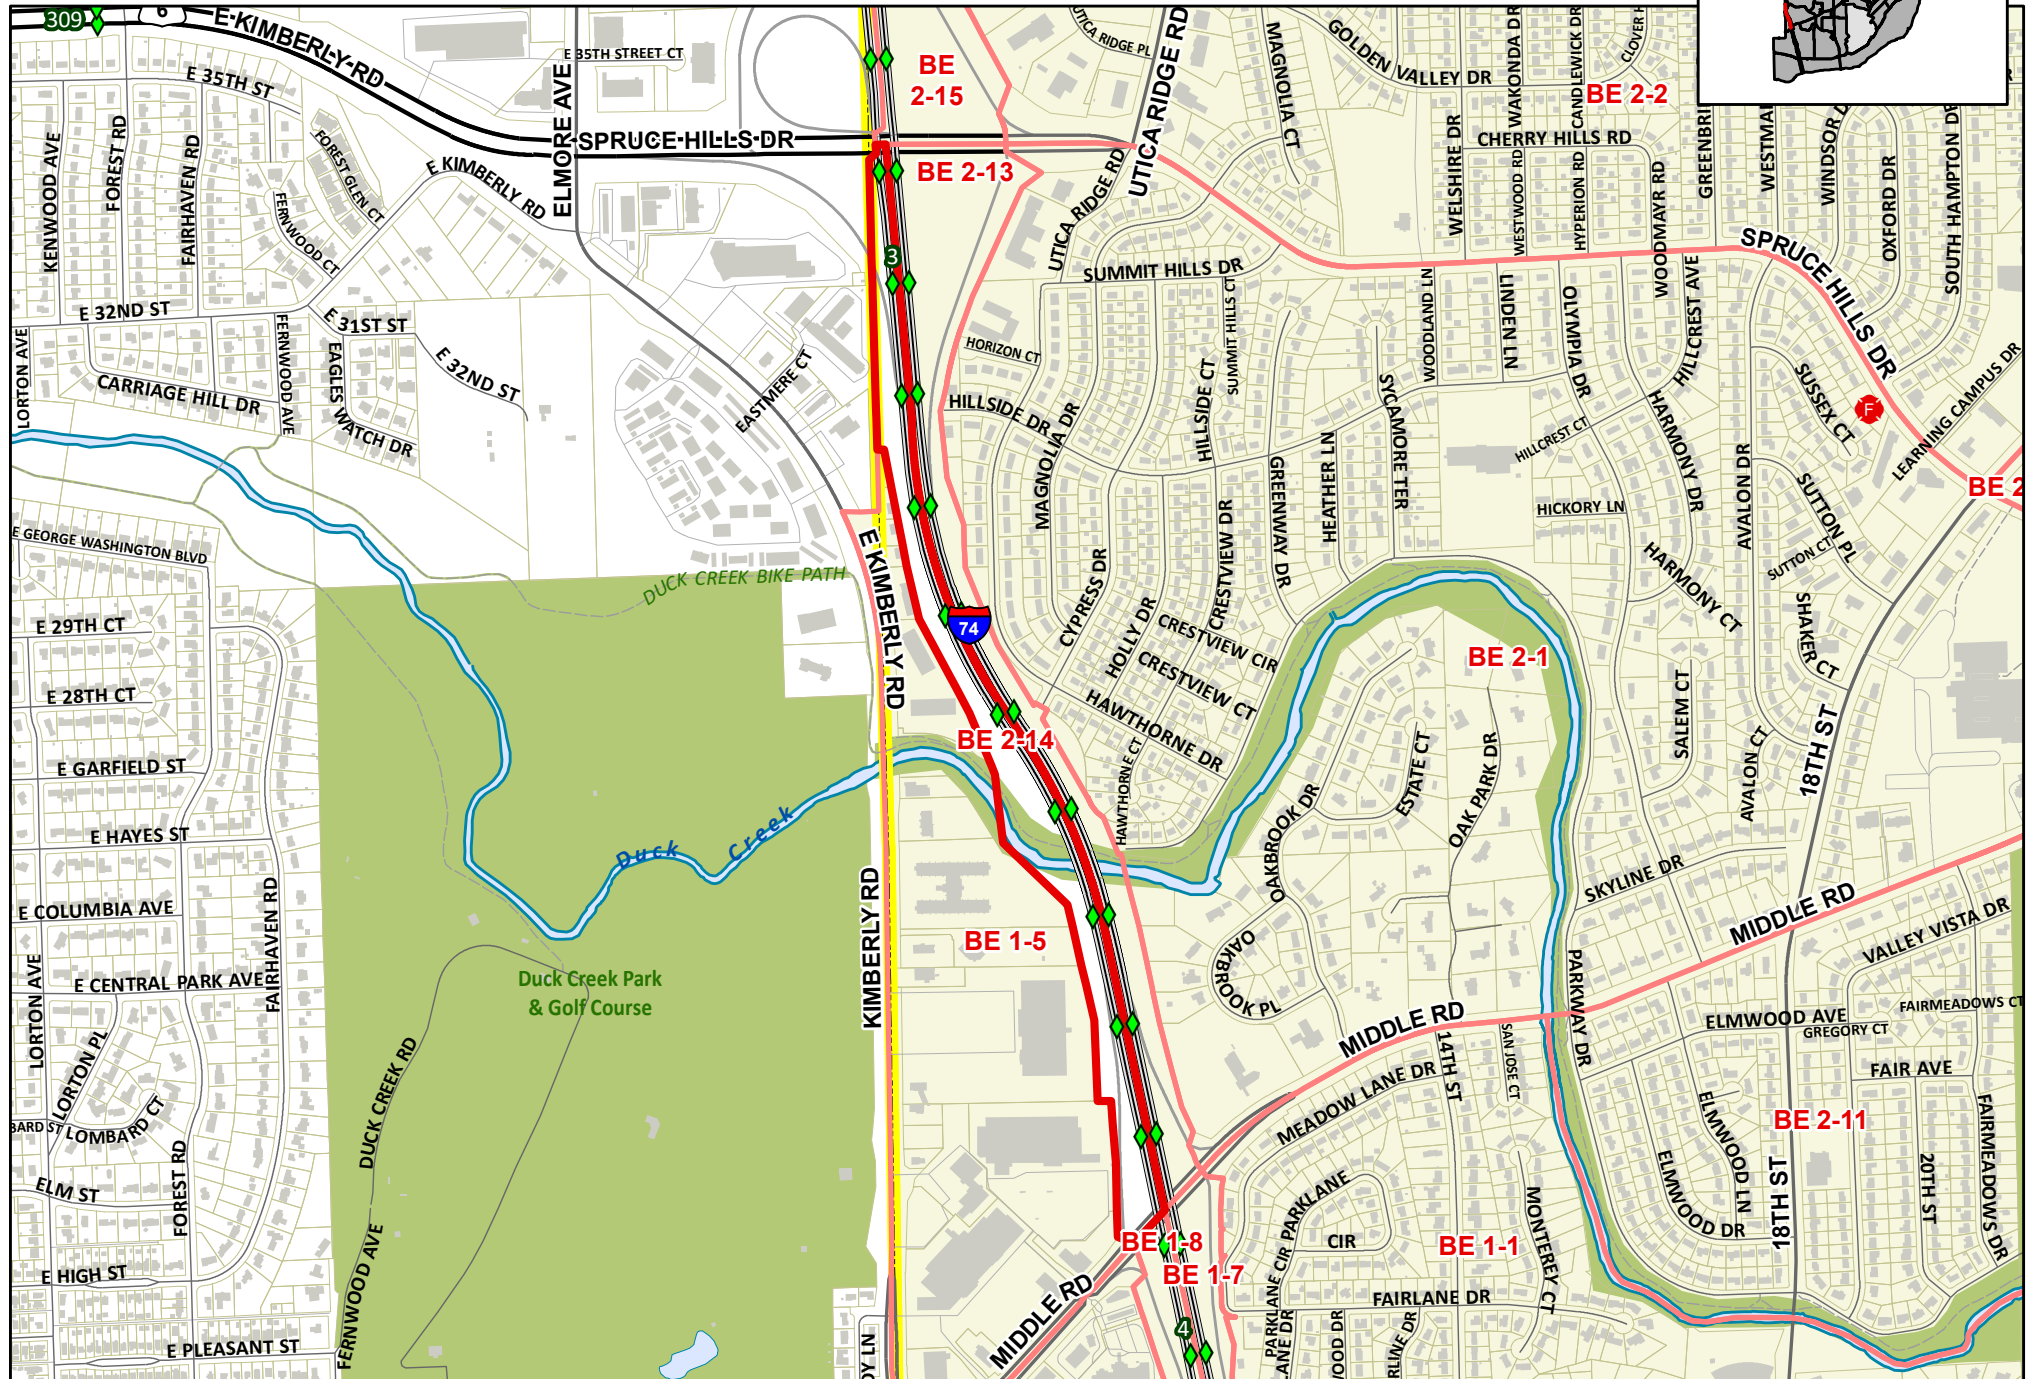 309
6
E KIMBERLY RD
E 35TH STREET CT
BE
2-15
UTICA RIDGE PL
UTICA RIDGE RD
MAGNOLIA CT
GOLDEN VALLEY DR
WAKONDA DR
CANDLEWICK DR
BE 2-2
E 35TH ST
ELMORE AVE
SPRUCE HILLS DR
CHERRY HILLS RD
WELSHIRE DR
KENWOOD AVE
FOREST RD
FAIRHAVEN RD
FOREST GLEN CT
FERNWOOD CT
E KIMBERLY RD
BE 2-13
UTICA RIDGE RD
WESTWOOD RD
HYPERION RD
WOODMAYR RD
OXFORD DR
SOUTH HAMPTON
3
SUMMIT HILLS DR
SPRUCE HILLS DR
E 32ND ST
E 31ST ST
E 32ND ST
LORTON AVE
CARRIAGE HILL DR
FERNWOOD AVE
EAGLES WATCH DR
EASTMERE CT
HORIZON CT
HILLSIDE DR
MAGNOLIA DR
HILLSIDE CT
SUMMIT HILLS CT
WOODLAND LN
LINDEN LN
OLYMPIA DR
HILLCREST AVE
SYCAMORE TER
HEATHER LN
GREENWAY DR
HILLCREST CT
HARMONY DR
SUSSEX CT
F
LEARNING CAMPUS DR
AVALON DR
BE 2
SUTTON PL
SUTTON CT
HICKORY LN
HARMONY CT
SHAKER CT
E GEORGE WASHINGTON BLVD
DUCK CREEK BIKE PATH
E KIMBERLY RD
74
CYPRESS DR
HOLLY DR
CRESTVIEW DR
CRESTVIEW CIR
CRESTVIEW CT
HAWTHORNE DR
HAWTHORNE CT
BE 2-1
E 29TH CT
E 28TH CT
E GARFIELD ST
E HAYES ST
E COLUMBIA AVE
E CENTRAL PARK AVE
BE 2-14
ESTATE CT
OAK PARK DR
OAKBROOK DR
OAKBROOK PL
SALEM CT
AVALON CT
18TH ST
SKYLINE DR
MIDDLE RD
VALLEY VISTA DR
Duck Creek
KIMBERLY RD
BE 1-5
Duck Creek Park
& Golf Course
LORTON AVE
FAIRHAVEN RD
LORTON PL
LOMBARD CT
DUCK CREEK RD
FOREST RD
ELM ST
E HIGH ST
E PLEASANT ST
FERNWOOD AVE
MIDDLE RD
PARKWAY DR
14TH ST
SAN JOSE CT
MEADOW LANE DR
ELMWOOD AVE
GREGORY CT
FAIRMEADOWS CT
FAIR AVE
BE 2-11
ELMWOOD LN
ELMWOOD DR
18TH ST
20TH ST
FAIRMEADOWS DR
BE 1-8
BE 1-7
BE 1-1
PARKLANE CIR
PARKLANE
CIR
MONTEREY CT
FAIRLANE DR
PARKLANE DR
MIDDLE RD
4